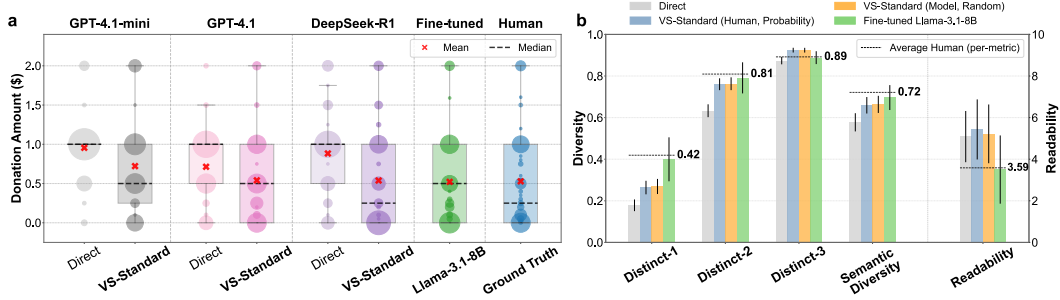 a
GPT-4.1-mini
GPT-4.1
DeepSeek-R1
Fine-tuned
Human
Mean
Median
Donation Amount ($)
2.0
1.5
1.0
0.5
0.0
Direct
VS-Standard
Direct
VS-Standard
Direct
VS-Standard
Llama-3.1-8B
Ground Truth
b
Direct
VS-Standard (Human, Probability)
VS-Standard (Model, Random)
Fine-tuned Llama-3.1-8B
Average Human (per-metric)
Diversity
1.0
0.8
0.6
0.4
0.2
0.0
0.42
0.81
0.89
0.72
3.59
10
8
6
4
2
0
Readability
Distinct-1
Distinct-2
Distinct-3
Semantic
Diversity
Readability